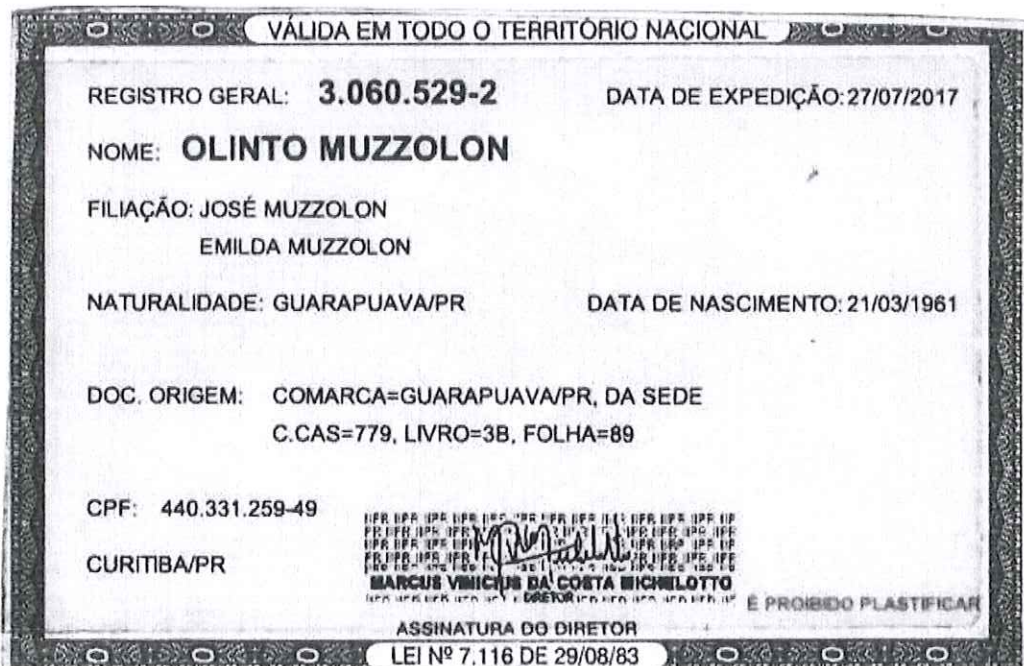 VÁLIDA EM TODO O TERRITÓRIO NACIONAL
REGISTRO GERAL: 3.060.529-2 DATA DE EXPEDIÇÃO: 27/07/2017
NOME: OLINTO MUZZOLON
FILIAÇÃO: JOSÉ MUZZOLON
EMILDA MUZZOLON
NATURALIDADE: GUARAPUAVA/PR DATA DE NASCIMENTO: 21/03/1961
DOC. ORIGEM: COMARCA=GUARAPUAVA/PR, DA SEDE
C.CAS=779, LIVRO=3B, FOLHA=89
CPF: 440.331.259-49
CURITIBA/PR
MARCUS VINICIUS DA COSTA MICHELOTTO
DIRETOR
É PROIBIDO PLASTIFICAR
ASSINATURA DO DIRETOR
LEI Nº 7.116 DE 29/08/83